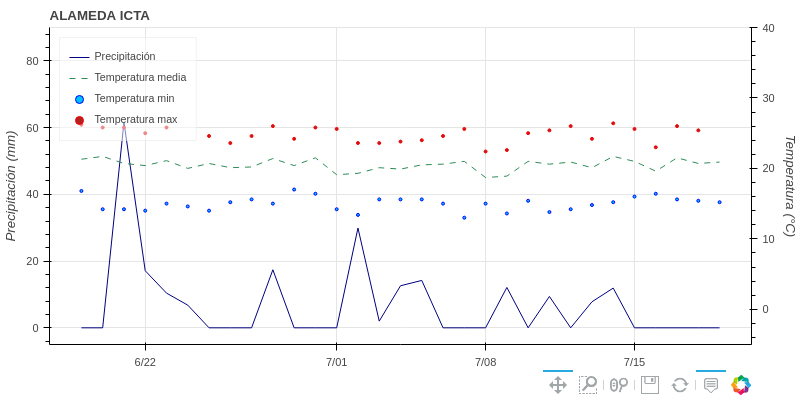 ALAMEDA ICTA
Precipitación
Temperatura media
Temperatura min
Temperatura max
Precipitación (mm)
80
60
40
20
0
Temperatura (°C)
40
30
20
10
0
6/22
7/01
7/08
7/15